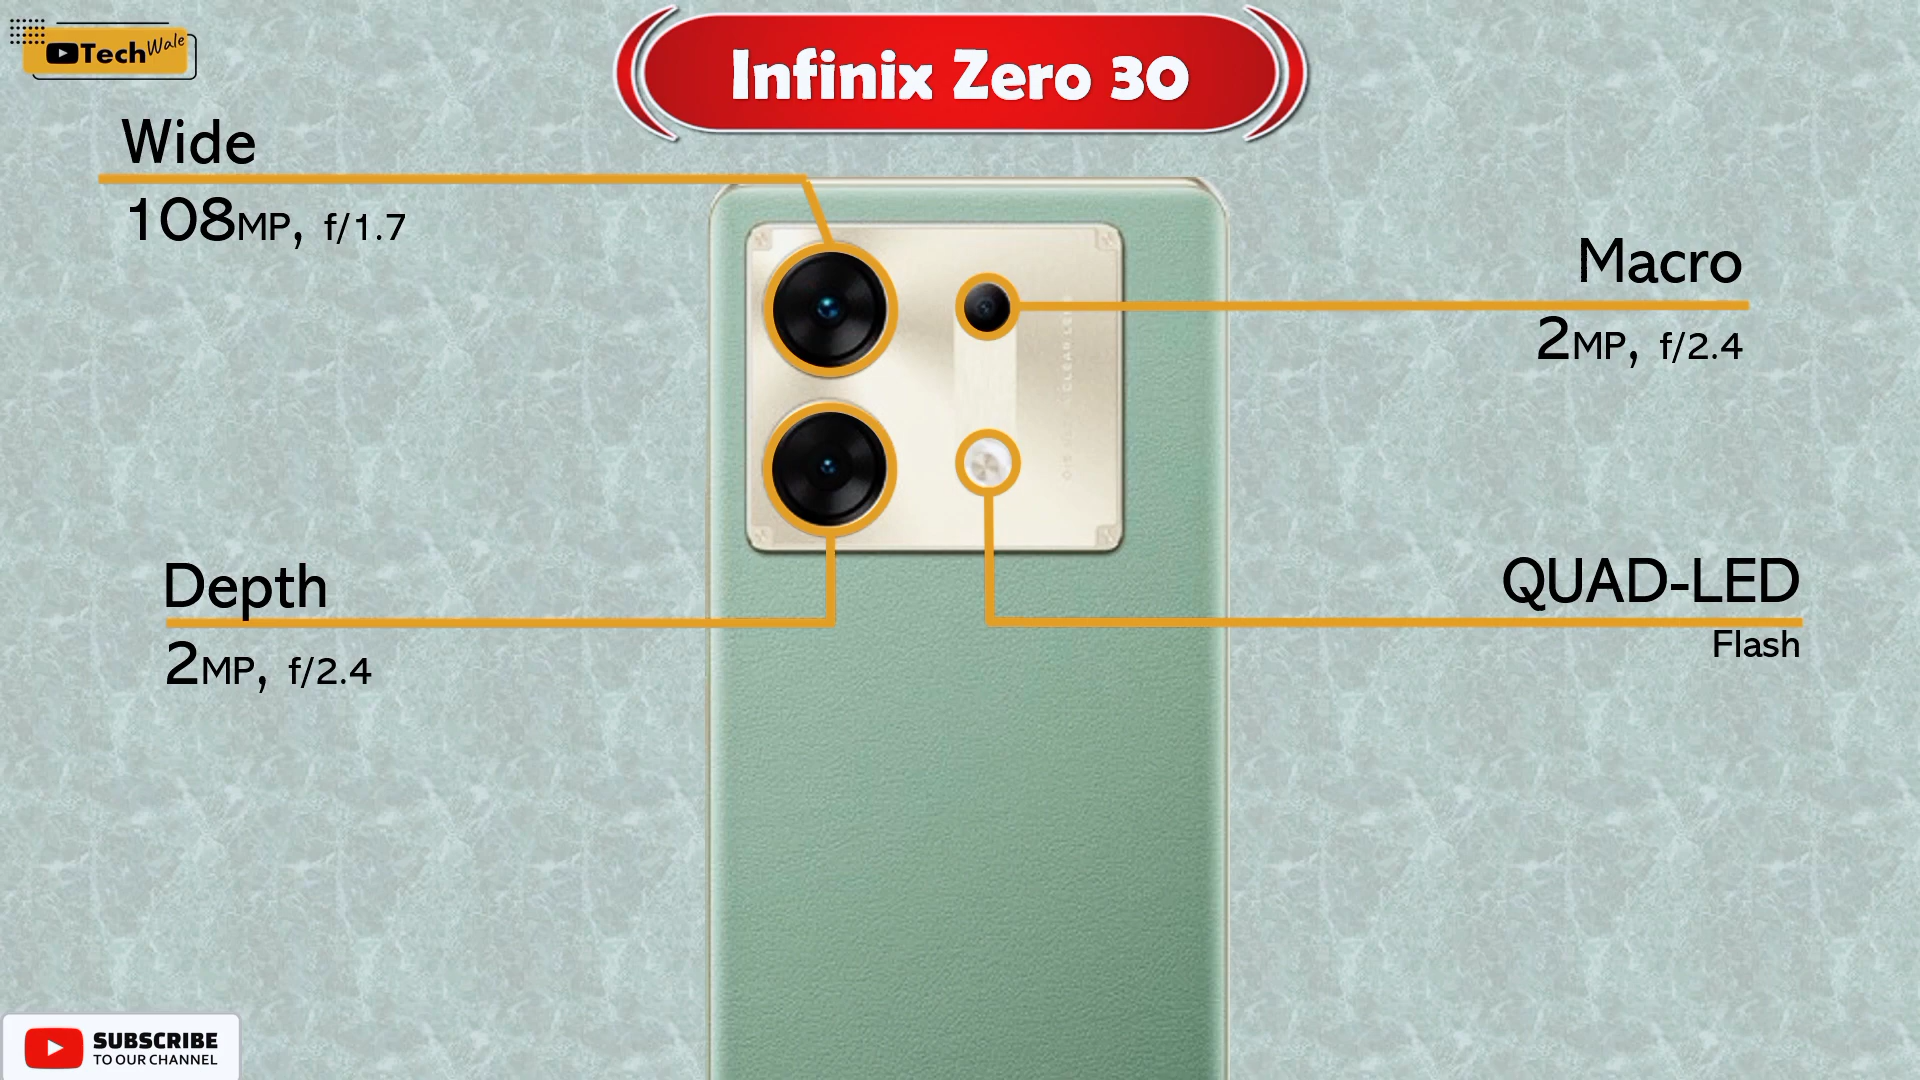 TechWale
Infinix Zero 30
Wide
108MP, f/1.7
Macro
2MP, f/2.4
Depth
2MP, f/2.4
QUAD-LED
Flash
SUBSCRIBE
TO OUR CHANNEL